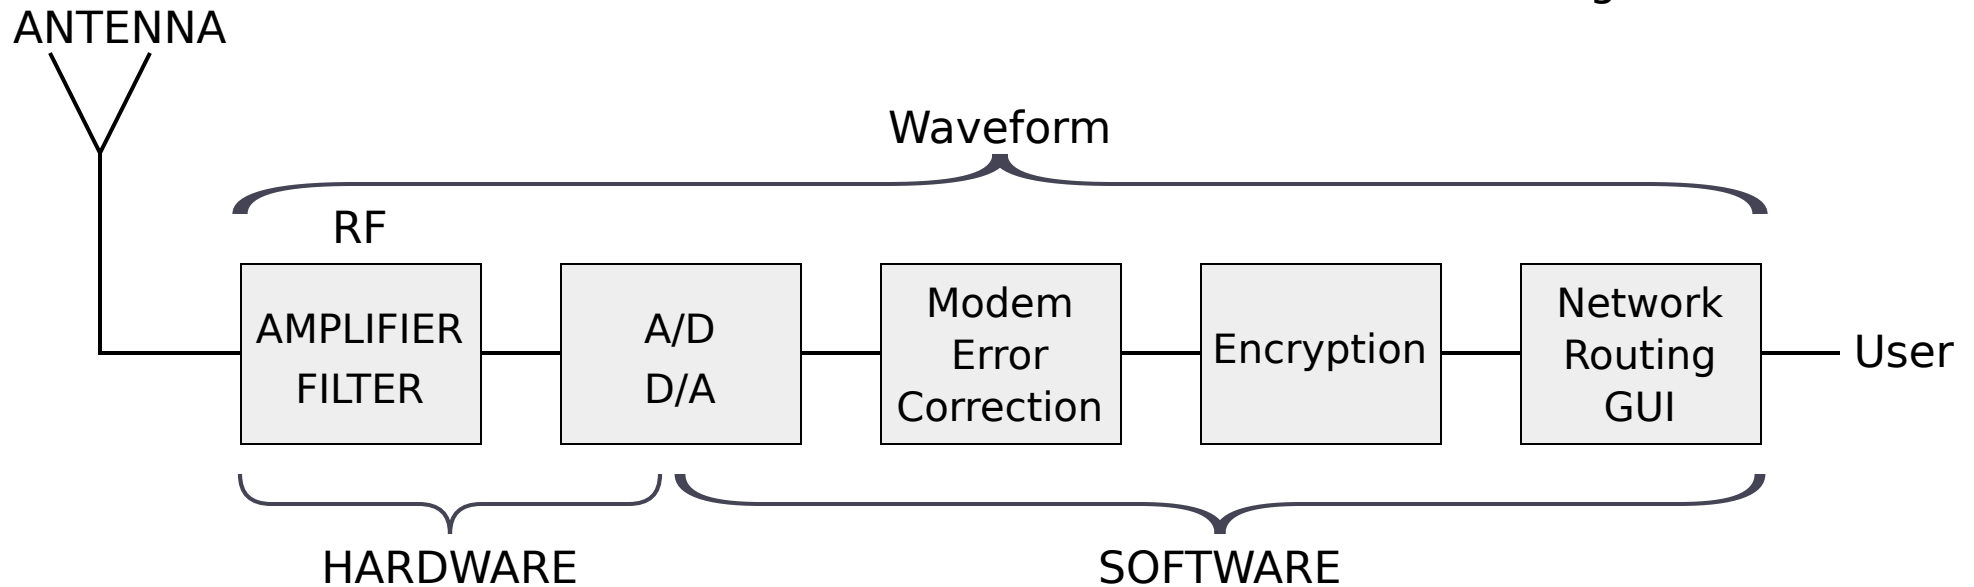 ANTENNA
Waveform
RF
AMPLIFIER
FILTER
A/D
D/A
Modem
Error
Correction
Encryption
Network
Routing
GUI
User
HARDWARE
SOFTWARE